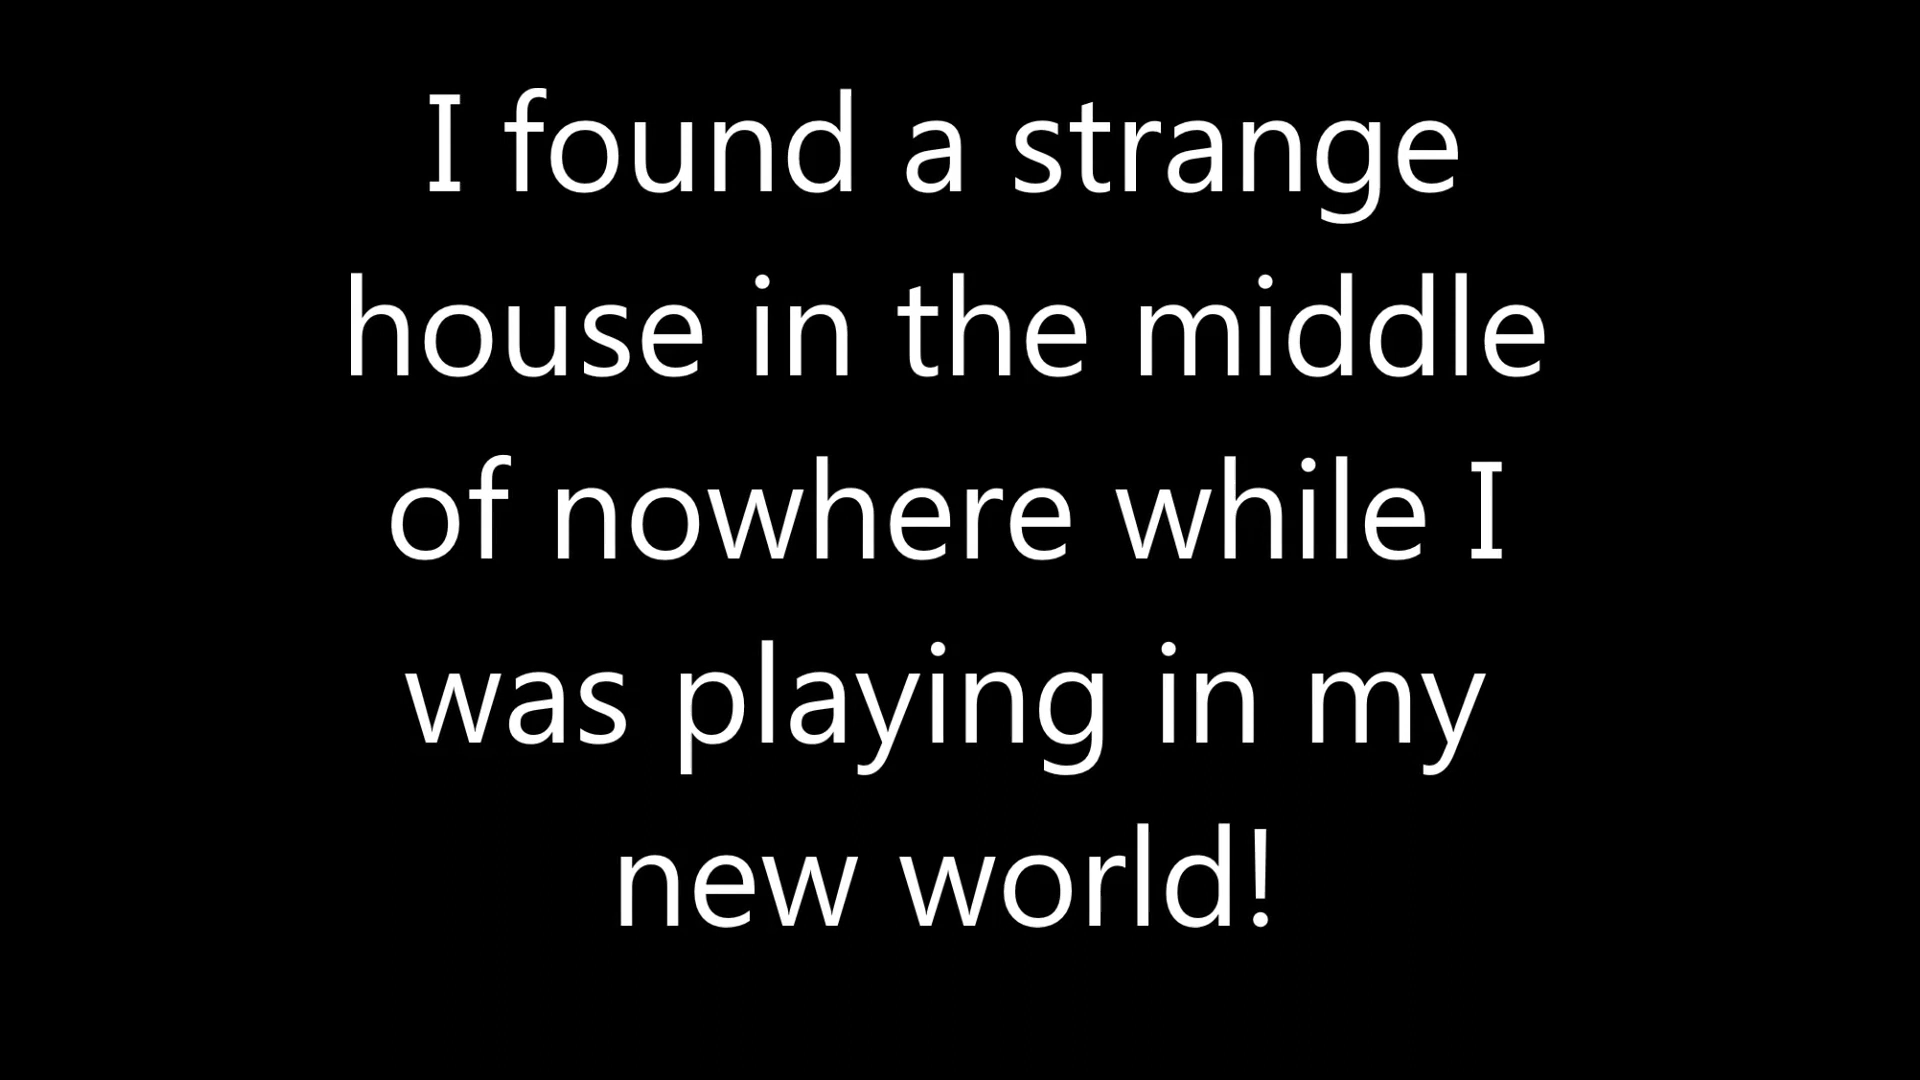 I found a strange
house in the middle
of nowhere while I
was playing in my
new world!